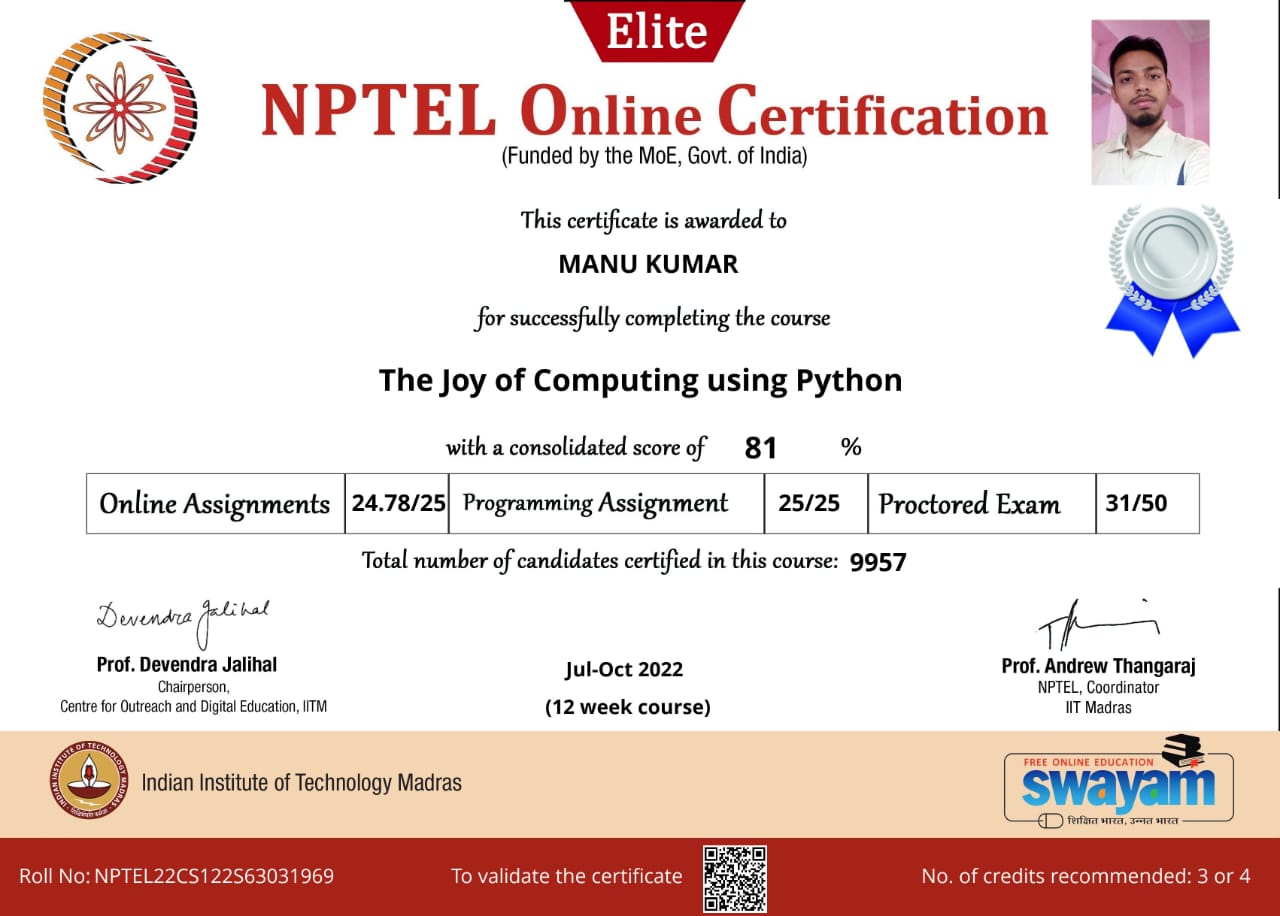 Elite
NPTEL Online Certification
(Funded by the MoE, Govt. of India)
This certificate is awarded to
MANU KUMAR
for successfully completing the course
The Joy of Computing using Python
with a consolidated score of 81 %
Online Assignments 24.78/25 Programming Assignment 25/25 Proctored Exam 31/50
Total number of candidates certified in this course: 9957
Devendra Jalihal
Prof. Devendra Jalihal
Chairperson,
Centre for Outreach and Digital Education, IITM
Jul-Oct 2022
(12 week course)
Prof. Andrew Thangaraj
NPTEL, Coordinator
IIT Madras
INDIAN INSTITUTE OF TECHNOLOGY MADRAS
Indian Institute of Technology Madras
FREE ONLINE EDUCATION
swayam
शिक्षित भारत, उन्नत भारत
Roll No: NPTEL22CS122S63031969
To validate the certificate
No. of credits recommended: 3 or 4